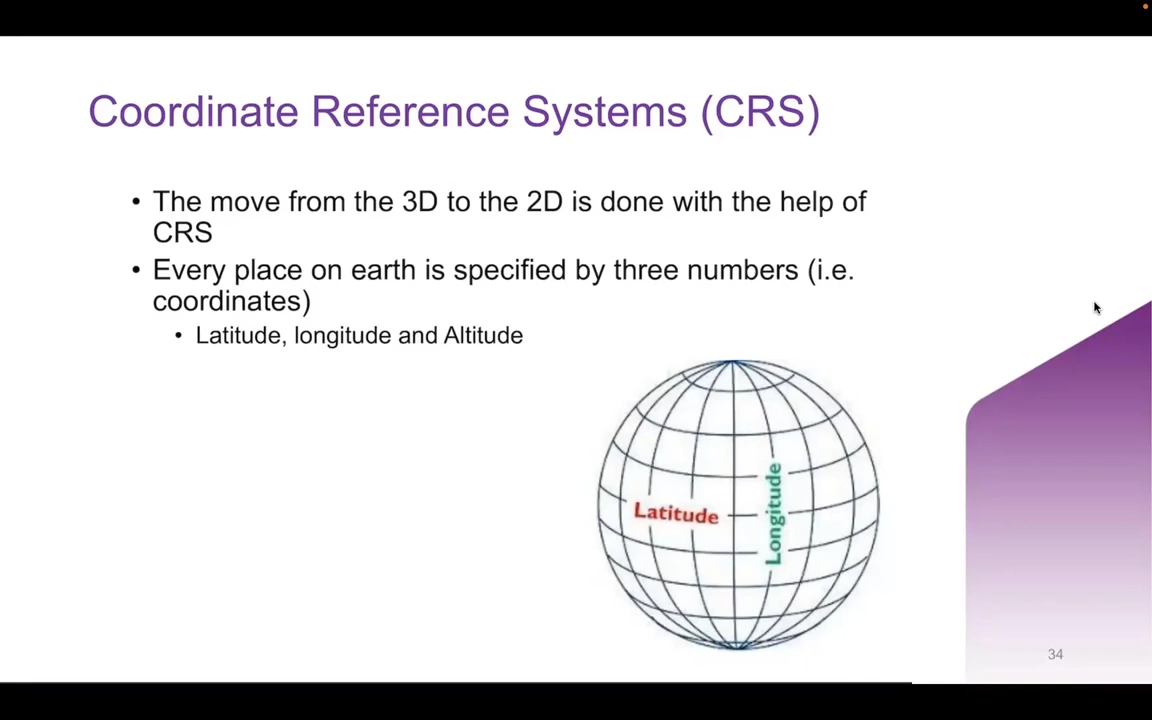 Coordinate Reference Systems (CRS)
• The move from the 3D to the 2D is done with the help of
CRS
• Every place on earth is specified by three numbers (i.e.
coordinates)
• Latitude, longitude and Altitude
Latitude
Longitude
34